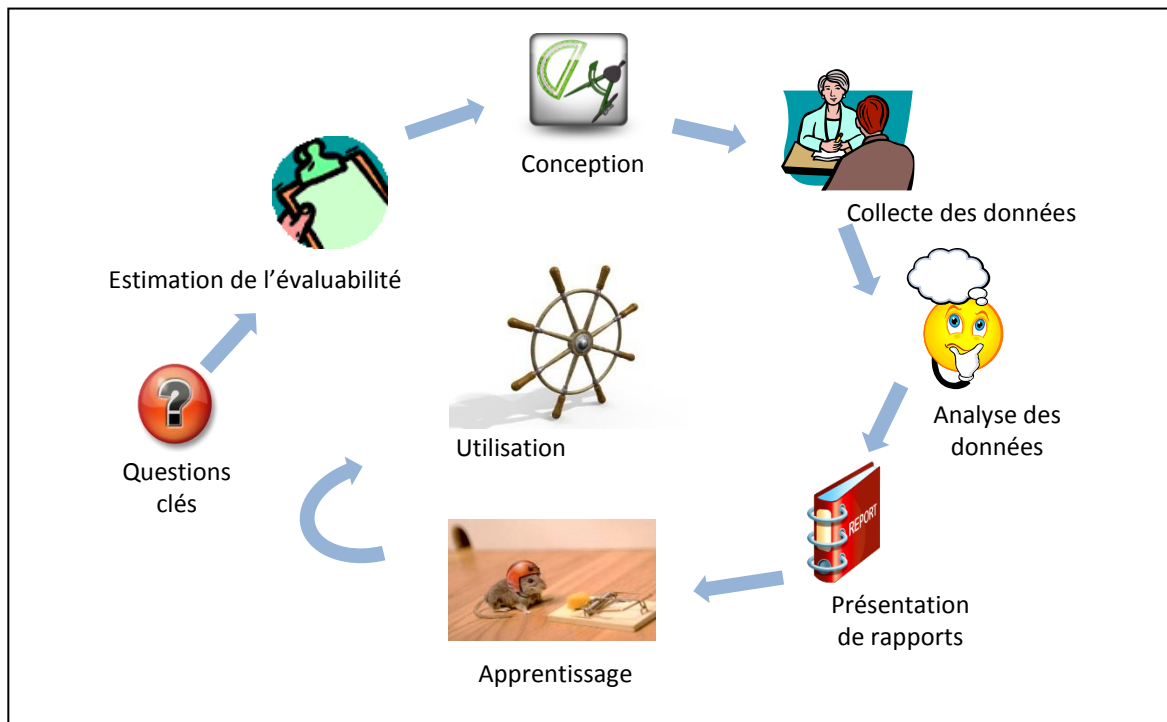 Questions
clés
Estimation de l’évaluabilité
Conception
Collecte des données
Analyse des
données
REPORT
Présentation
de rapports
Apprentissage
Utilisation